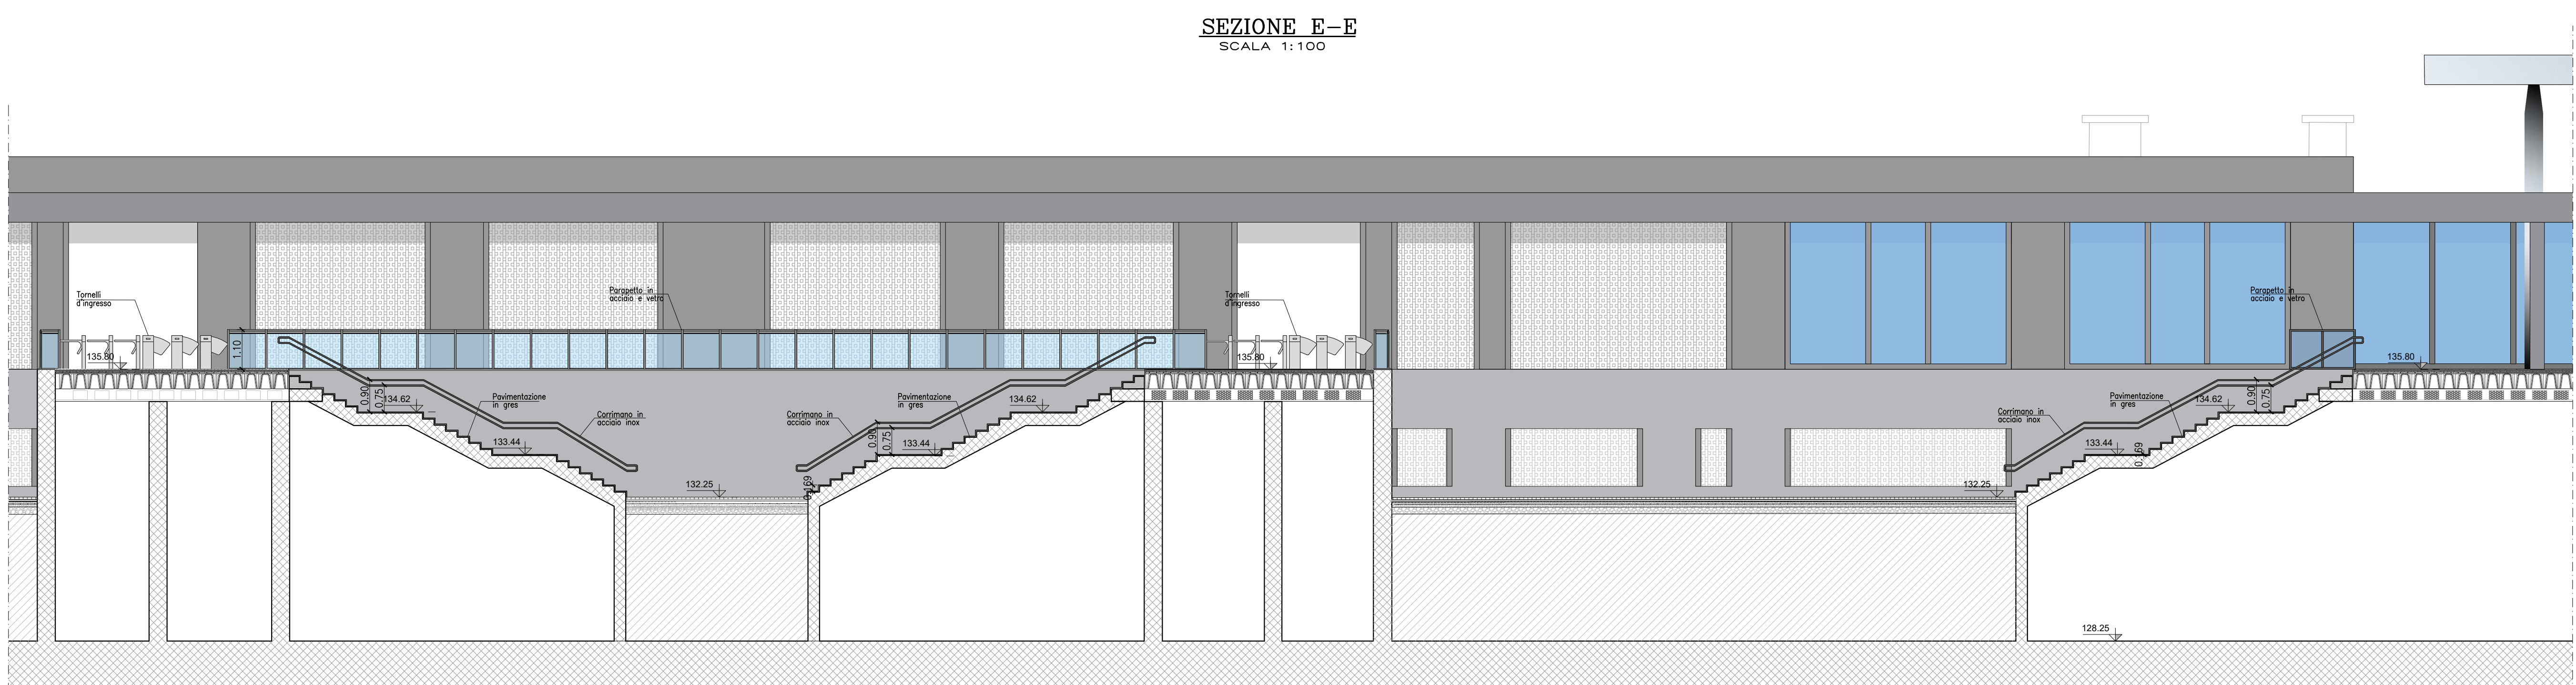 SEZIONE E-E
SCALA 1:100
Tornelli
d'ingresso
135.80
1.10
0.90
0.75
134.62
133.44
Pavimentazione
in gres
Corrimano in
acciaio inox
Parapetto in
acciaio e vetro
132.25
Corrimano in
acciaio inox
0.169
0.90
0.75
133.44
Pavimentazione
in gres
134.62
Tornelli
d'ingresso
135.80
132.25
Corrimano in
acciaio inox
133.44
0.169
Pavimentazione
in gres
134.62
0.90
0.75
Parapetto in
acciaio e vetro
135.80
128.25